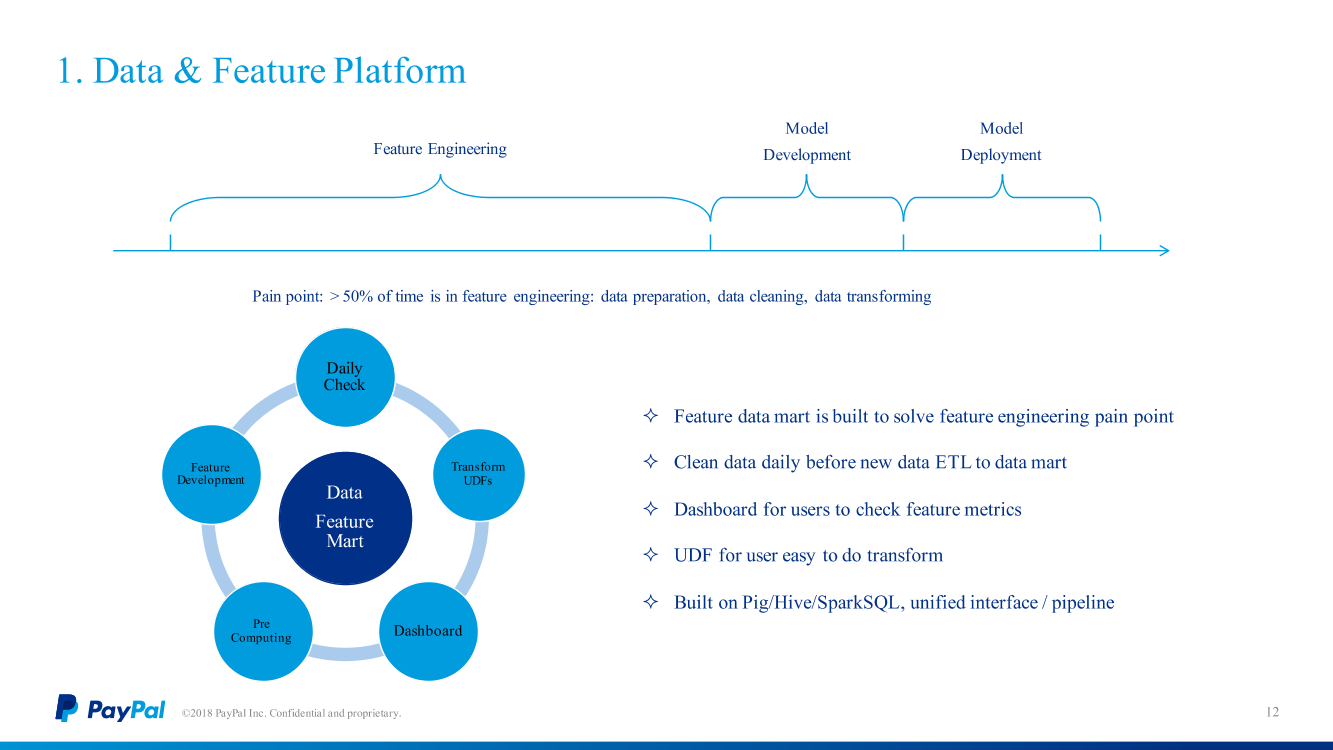 1. Data & Feature Platform
Feature Engineering
Model
Development
Model
Deployment
Pain point: > 50% of time is in feature engineering: data preparation, data cleaning, data transforming
Daily
Check
Feature
Development
Transform
UDFs
Data
Feature
Mart
Pre
Computing
Dashboard
Feature data mart is built to solve feature engineering pain point
Clean data daily before new data ETL to data mart
Dashboard for users to check feature metrics
UDF for user easy to do transform
Built on Pig/Hive/SparkSQL, unified interface / pipeline
PayPal
©2018 PayPal Inc. Confidential and proprietary.
12